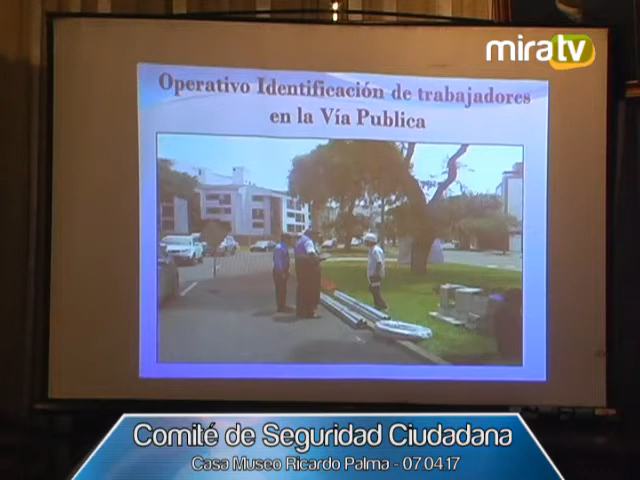 miratv
Operativo Identificación de trabajadores
en la Vía Publica
Comité de Seguridad Ciudadana
Casa Museo Ricardo Palma - 07.04.17